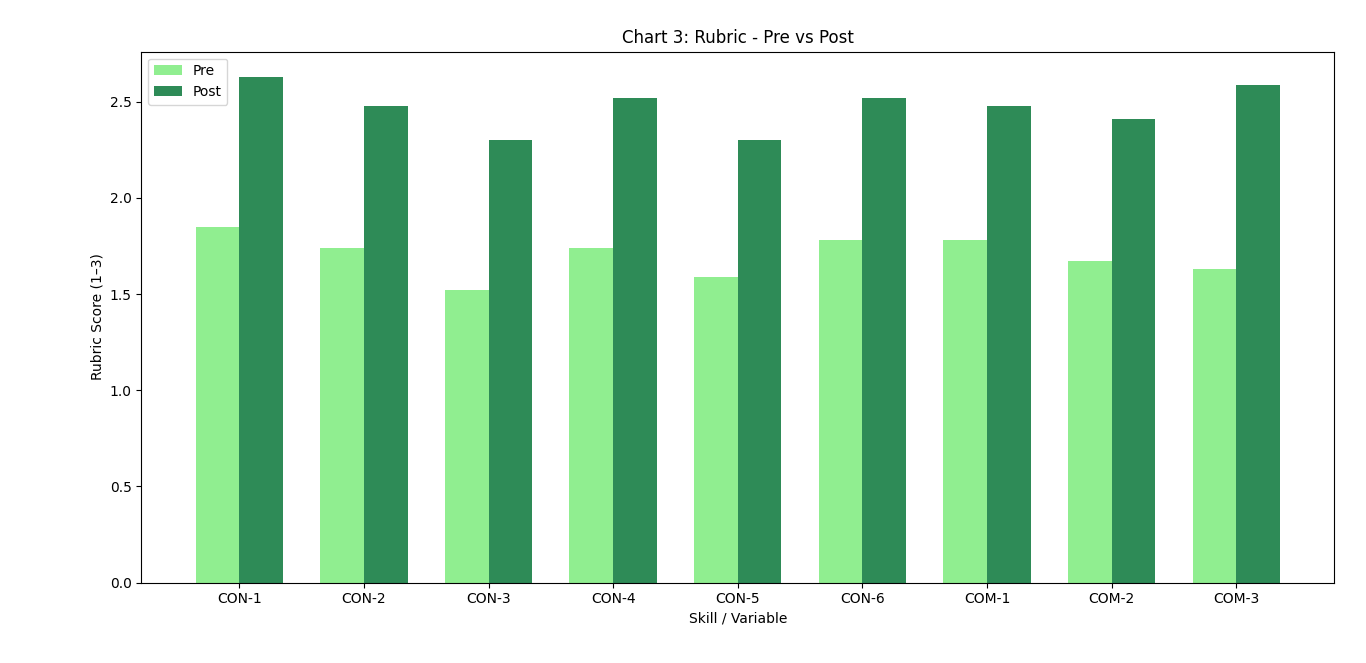 Chart 3: Rubric - Pre vs Post
Pre
Post
Rubric Score (1–3)
2.5
2.0
1.5
1.0
0.5
0.0
CON-1 CON-2 CON-3 CON-4 CON-5 CON-6 COM-1 COM-2 COM-3
Skill / Variable